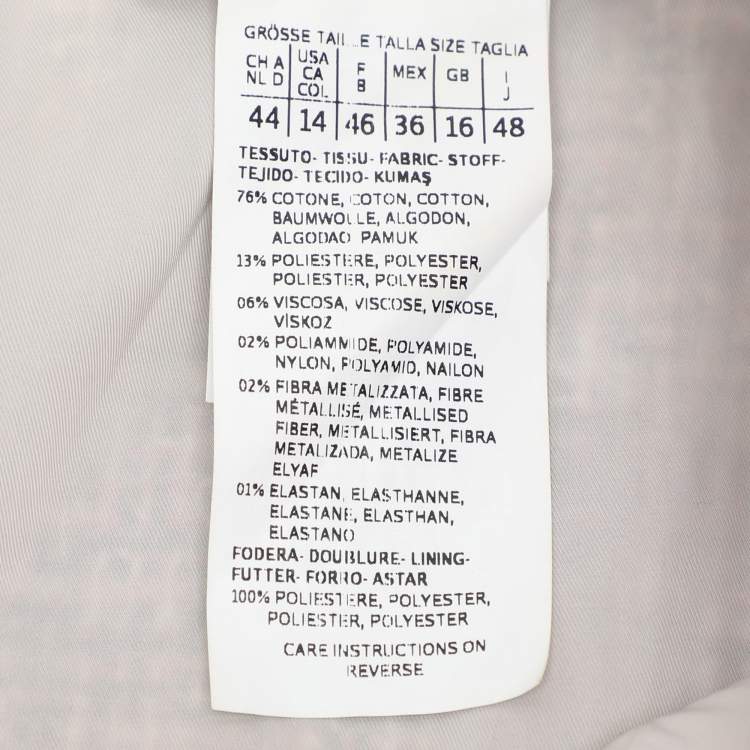 GRÖSSE TAILLE TALLA SIZE TAGLIA
CH A NL D | USA CA COL | F B | MEX | GB | I J
44 | 14 | 46 | 36 | 16 | 48
TESSUTO- TISSU- FABRIC- STOFF-
TEJIDO- TECIDO- KUMAŞ
76% COTONE, COTON, COTTON,
BAUMWOLLE, ALGODON,
ALGODAO PAMUK
13% POLIESTERE, POLYESTER,
POLIESTER, POLYESTER
06% VISCOSA, VISCOSE, VISKOSE,
VİSKOZ
02% POLIAMMIDE, POLYAMIDE,
NYLON, POLYAMID, NAILON
02% FIBRA METALIZZATA, FIBRE
MÉTALLISÉ, METALLISED
FIBER, METALLISIERT, FIBRA
METALIZADA, METALIZE
ELYAF
01% ELASTAN, ELASTHANNE,
ELASTANE, ELASTHAN,
ELASTANO
FODERA- DOUBLURE- LINING-
FUTTER- FORRO- ASTAR
100% POLIESTERE, POLYESTER,
POLIESTER, POLYESTER
CARE INSTRUCTIONS ON
REVERSE